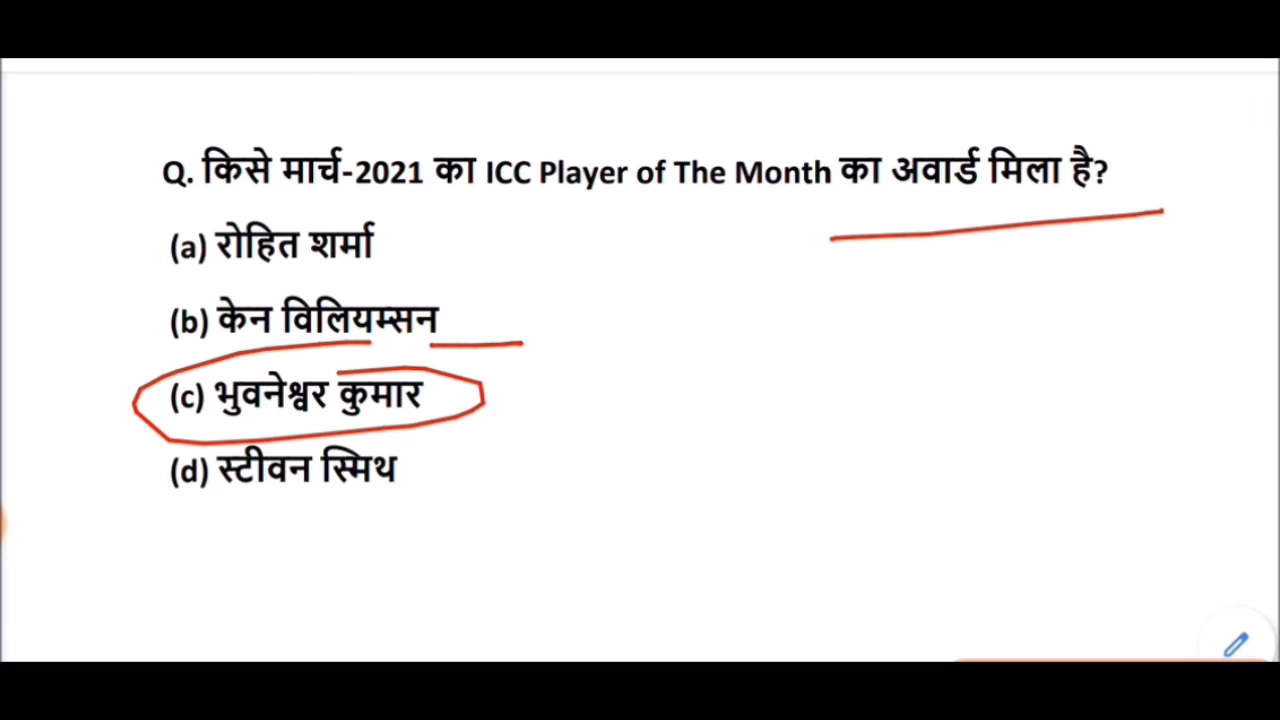 Q. किसे मार्च-2021 का ICC Player of The Month का अवार्ड मिला है?
(a) रोहित शर्मा
(b) केन विलियम्सन
(c) भुवनेश्वर कुमार
(d) स्टीवन स्मिथ